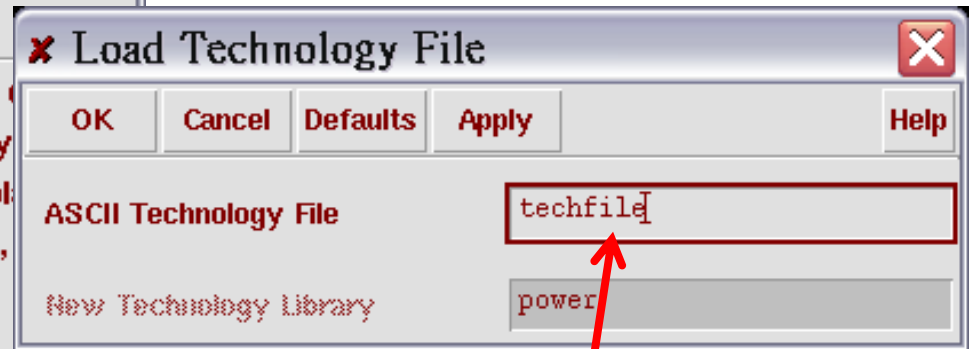 Load Technology File
OK Cancel Defaults Apply Help
ASCII Technology File techfile
New Technology Library power